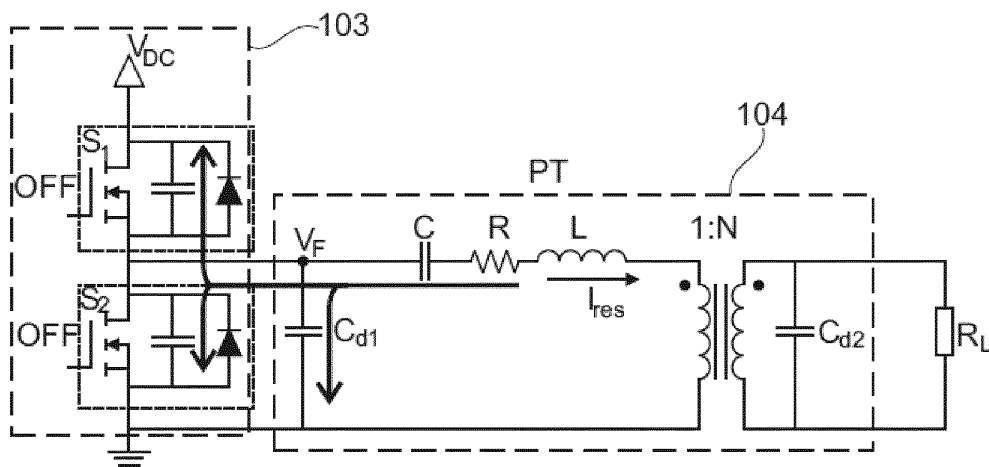 103
V_DC
104
S_1
OFF
PT
V_F
C
R
L
1:N
I_res
S_2
OFF
C_d1
C_d2
R_L